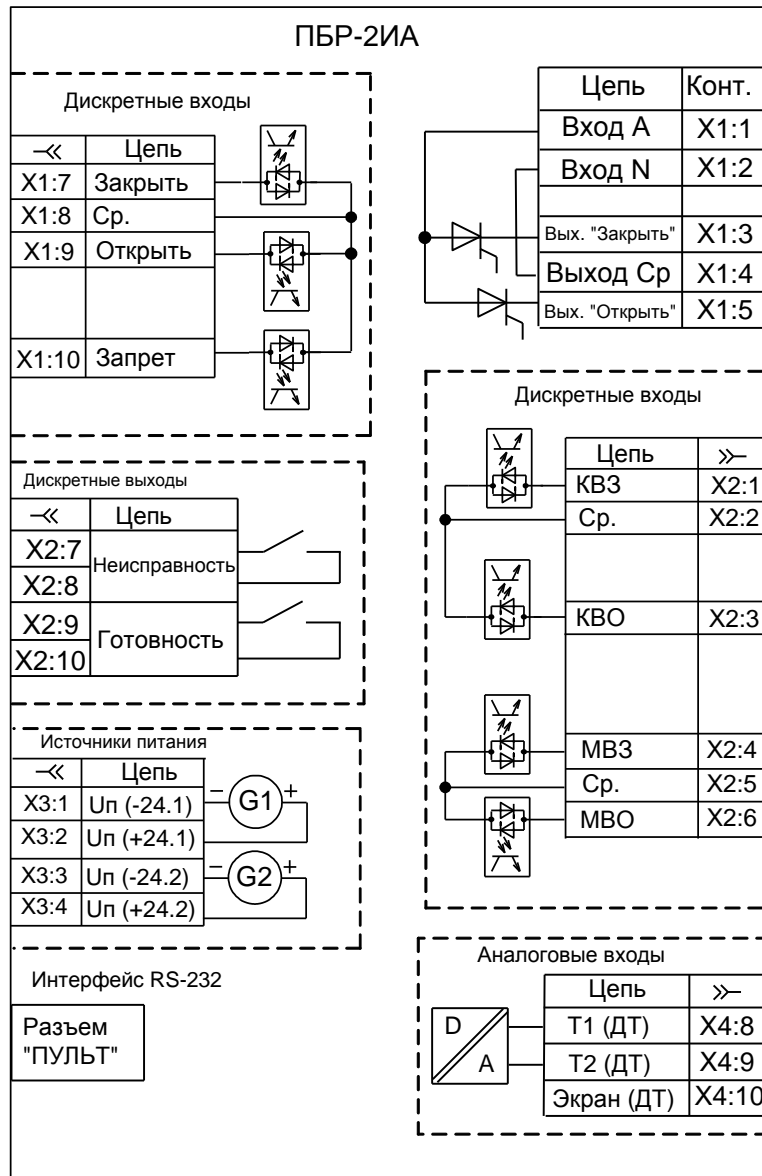 ПБР-2ИА
Дискретные входы
Цепь
X1:7 Закрыть
X1:8 Ср.
X1:9 Открыть
X1:10 Запрет
Цепь Конт.
Вход А X1:1
Вход N X1:2
Вых. "Закрыть" X1:3
Выход Ср X1:4
Вых. "Открыть" X1:5
Дискретные выходы
Цепь
X2:7
Неисправность
X2:8
X2:9
Готовность
X2:10
Дискретные входы
Цепь
КВЗ X2:1
Ср. X2:2
КВО X2:3
МВЗ X2:4
Ср. X2:5
МВО X2:6
Источники питания
Цепь
X3:1 Uп (-24.1)
X3:2 Uп (+24.1)
X3:3 Uп (-24.2)
X3:4 Uп (+24.2)
− G1 +
− G2 +
Интерфейс RS-232
Разъем
"ПУЛЬТ"
Аналоговые входы
Цепь
D
A
Т1 (ДТ) X4:8
Т2 (ДТ) X4:9
Экран (ДТ) X4:10